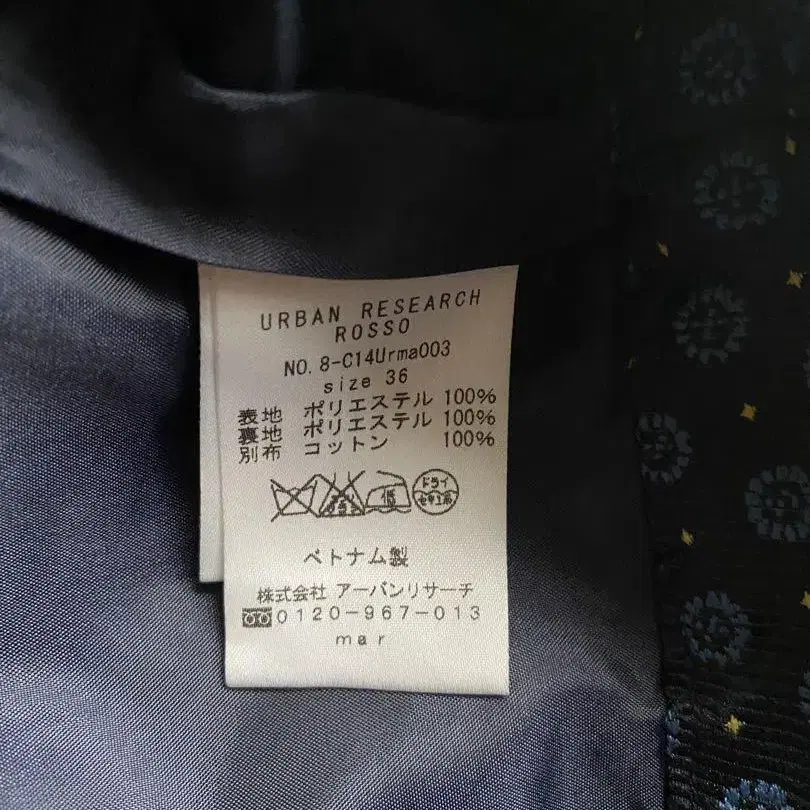 URBAN RESEARCH
ROSSO
NO. 8-C14Urma003
size 36
表地 ポリエステル 100%
裏地 ポリエステル 100%
別布 コットン 100%
低 ドライ
ベトナム製
株式会社 アーバンリサーチ
0120-967-013
mar